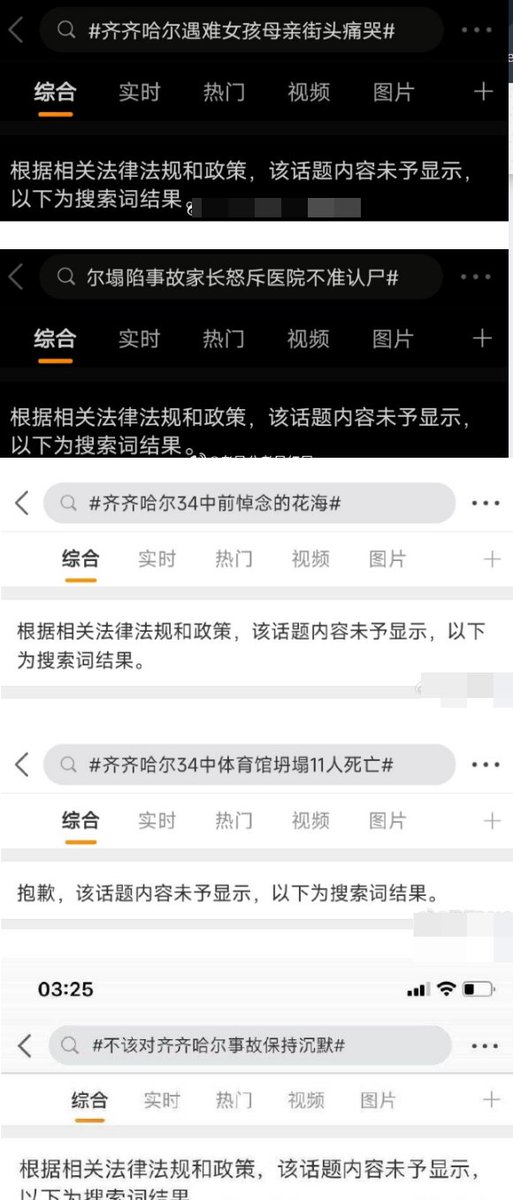 #齐齐哈尔遇难女孩母亲街头痛哭#
综合 实时 热门 视频 图片
根据相关法律法规和政策，该话题内容未予显示，
以下为搜索词结果。
尔塌陷事故家长怒斥医院不准认尸#
综合 实时 热门 视频 图片
根据相关法律法规和政策，该话题内容未予显示，
以下为搜索词结果。
#齐齐哈尔34中前悼念的花海#
综合 实时 热门 视频 图片
根据相关法律法规和政策，该话题内容未予显示，以下
为搜索词结果。
#齐齐哈尔34中体育馆坍塌11人死亡#
综合 实时 热门 视频 图片
抱歉，该话题内容未予显示，以下为搜索词结果。
03:25
#不该对齐齐哈尔事故保持沉默#
综合 实时 热门 视频 图片
根据相关法律法规和政策，该话题内容未予显示，
以下为搜索词结果